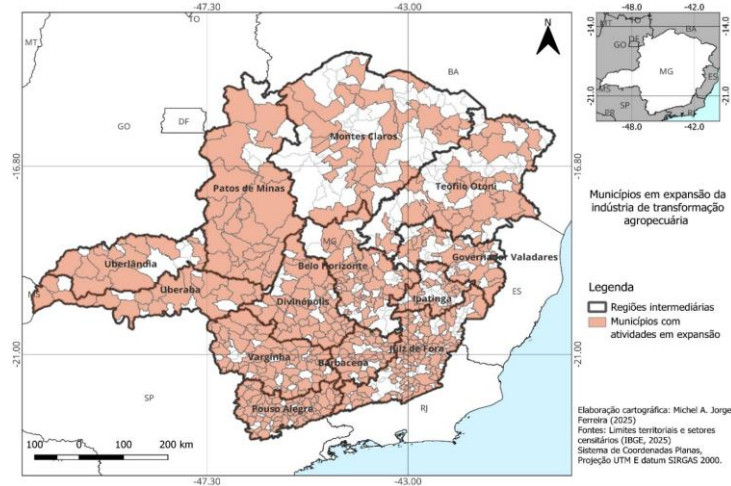 -47.30
-43.00
-48.0
-42.0
TO
MT
BA
GO
DF
N
-14.0
-21.0
MT
TO
BA
GO
DF
MG
ES
MS
SP
PR
RJ
-48.0
-42.0
-14.0
-21.0
Montes Claros
-16.80
-16.80
Patos de Minas
Teófilo Otoni
Municípios em expansão da
indústria de transformação
agropecuária
MG
Uberlândia
Belo Horizonte
Governador Valadares
Uberaba
Divinópolis
Ipatinga
MS
ES
Legenda
Regiões intermediárias
Municípios com
atividades em expansão
-21.00
-21.00
Varginha
Barbacena
Juiz de Fora
Pouso Alegre
SP
RJ
Elaboração cartográfica: Michel A. Jorge
Ferreira (2025)
Fontes: Limites territoriais e setores
censitários (IBGE, 2025)
Sistema de Coordenadas Planas,
Projeção UTM E datum SIRGAS 2000.
100 0 100 200 km
-47.30
-43.00